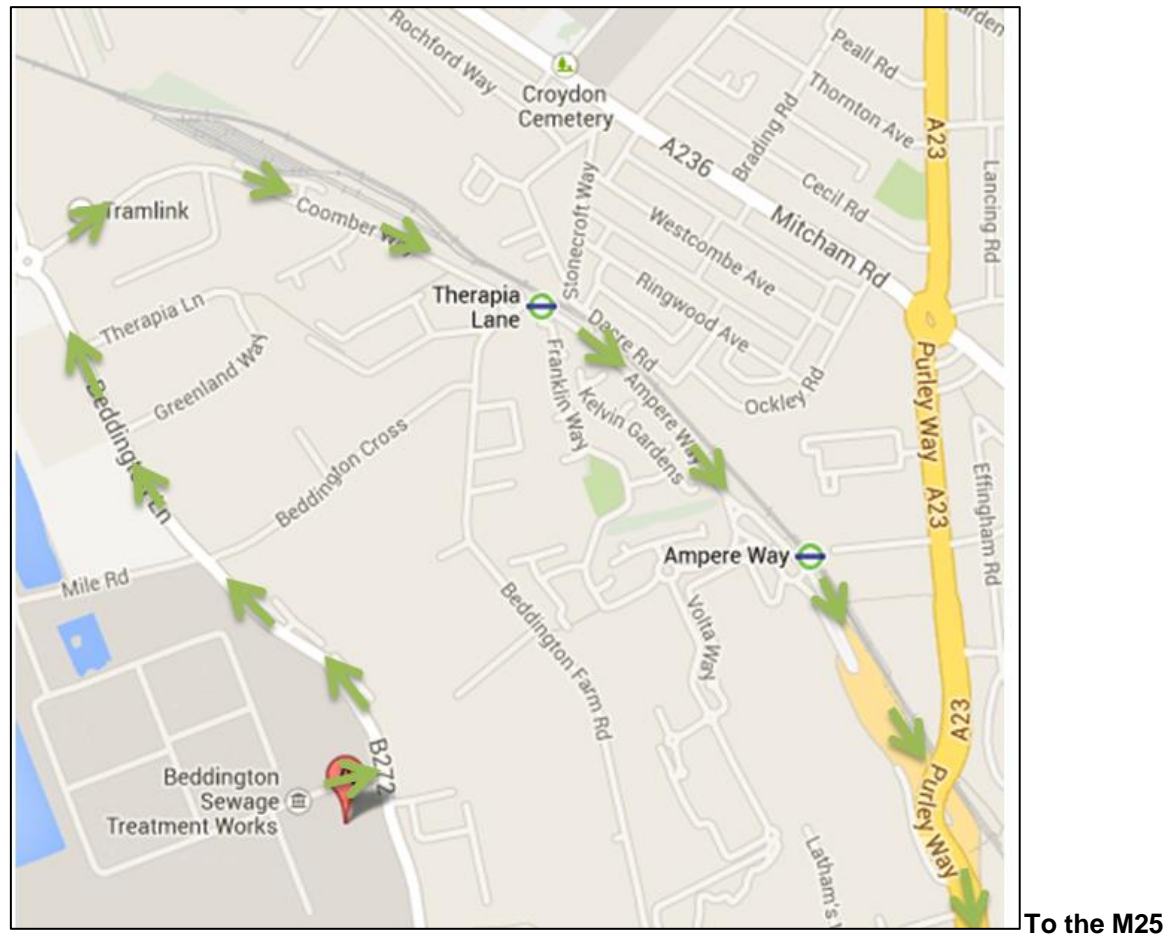 Rochford Way
Croydon
Cemetery
Peall Rd
Thornton Ave
Brading Rd
A23
A236
Cecil Rd
Lancing Rd
Mitcham Rd
Stonecroft Way
Westcombe Ave
Ringwood Ave
Tramlink
Coomber
Therapia
Lane
Therapia Ln
Greenland Way
Dacre Rd
Ampere Way
Franklin Way
Kelvin Gardens
Ockley Rd
Purley Way
A23
Effingham Rd
Beddington Cross
Mile Rd
Ampere Way
Volta Way
Beddington Farm Rd
B272
Beddington
Sewage
Treatment Works
A23
Purley Way
Latham's
To the M25